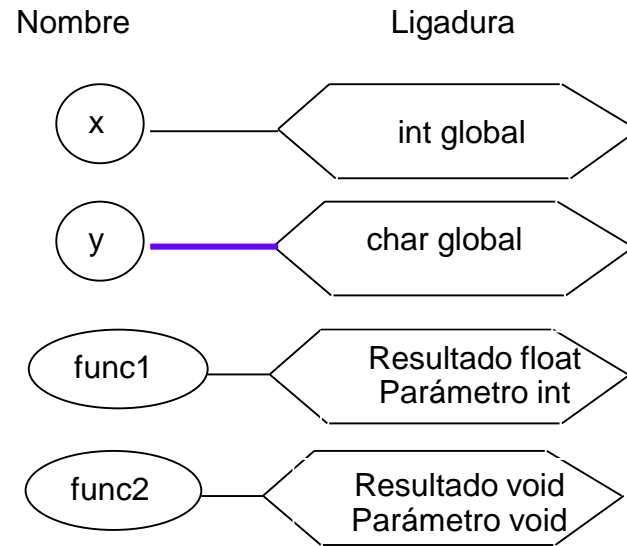 Nombre Ligadura
x int global
y char global
func1 Resultado float
Parámetro int
func2 Resultado void
Parámetro void